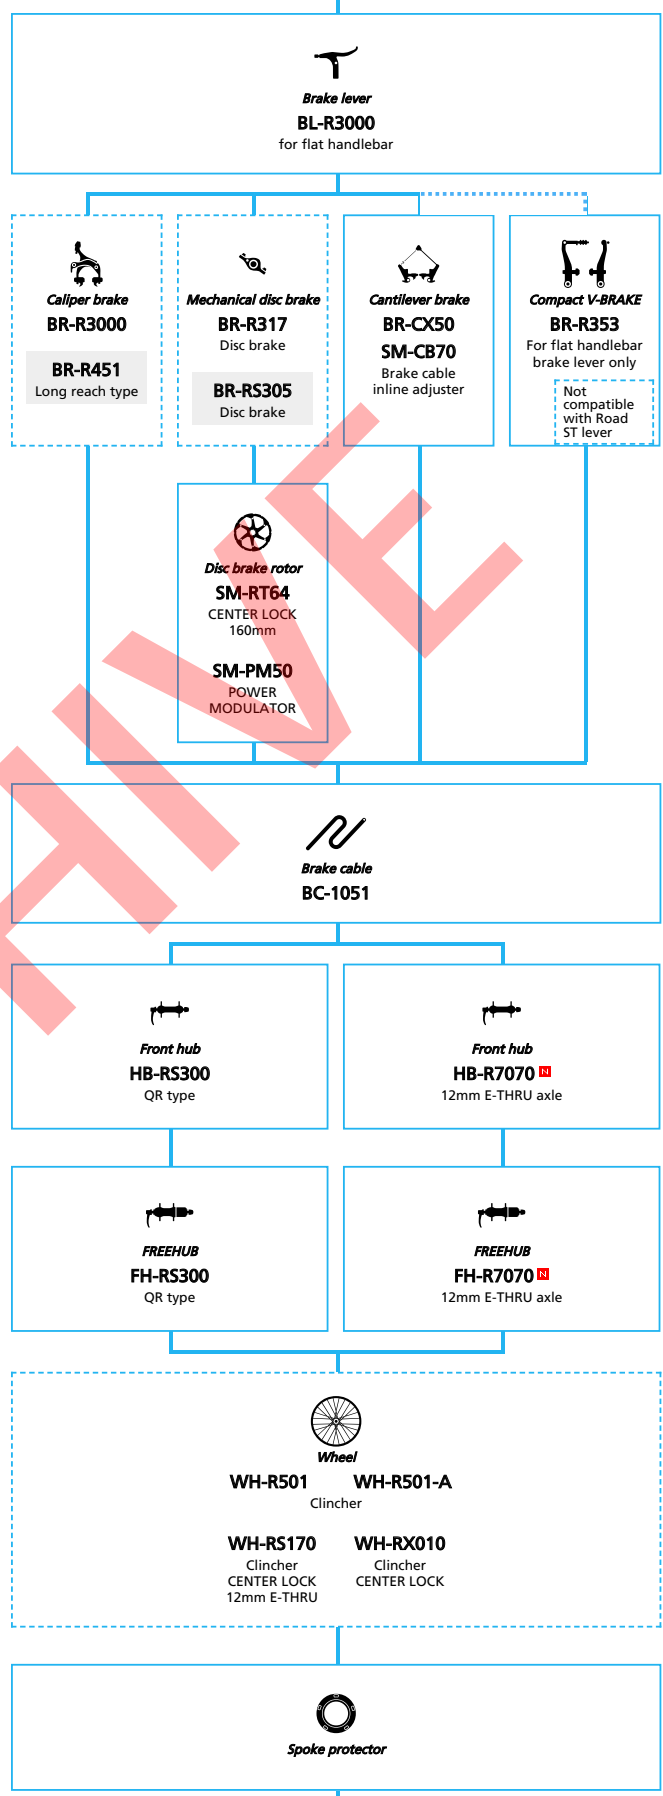 Brake lever
BL-R3000
for flat handlebar
Caliper brake
BR-R3000
BR-R451
Long reach type
Mechanical disc brake
BR-R317
Disc brake
BR-RS305
Disc brake
Cantilever brake
BR-CX50
SM-CB70
Brake cable
inline adjuster
Compact V-BRAKE
BR-R353
For flat handlebar
brake lever only
Not
compatible
with Road
ST lever
Disc brake rotor
SM-RT64
CENTER LOCK
160mm
SM-PM50
POWER
MODULATOR
HIVE
Brake cable
BC-1051
Front hub
HB-RS300
QR type
Front hub
HB-R7070 N
12mm E-THRU axle
FREEHUB
FH-RS300
QR type
FREEHUB
FH-R7070 N
12mm E-THRU axle
Wheel
WH-R501 WH-R501-A
Clincher
WH-RS170
Clincher
CENTER LOCK
12mm E-THRU
WH-RX010
Clincher
CENTER LOCK
Spoke protector